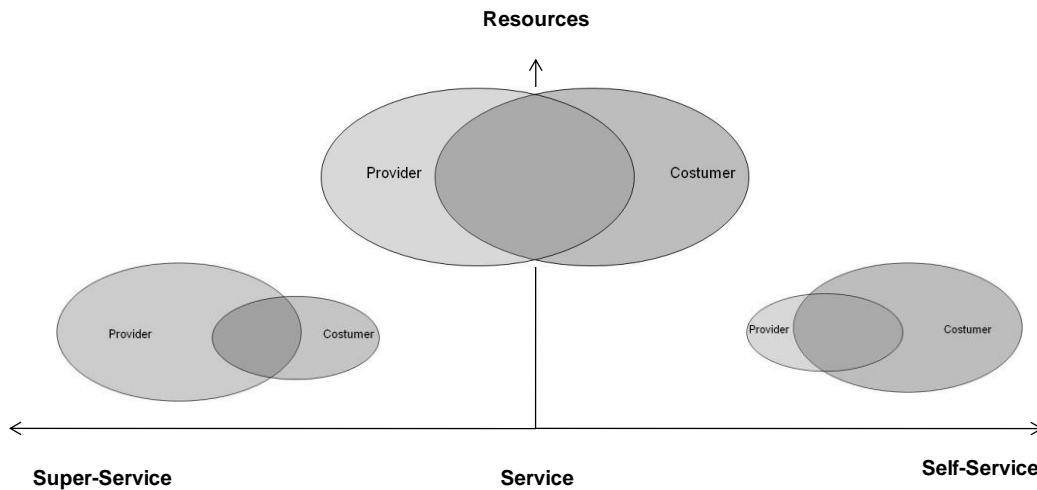 Resources
Provider
Costumer
Provider
Costumer
Provider
Costumer
Super-Service
Service
Self-Service